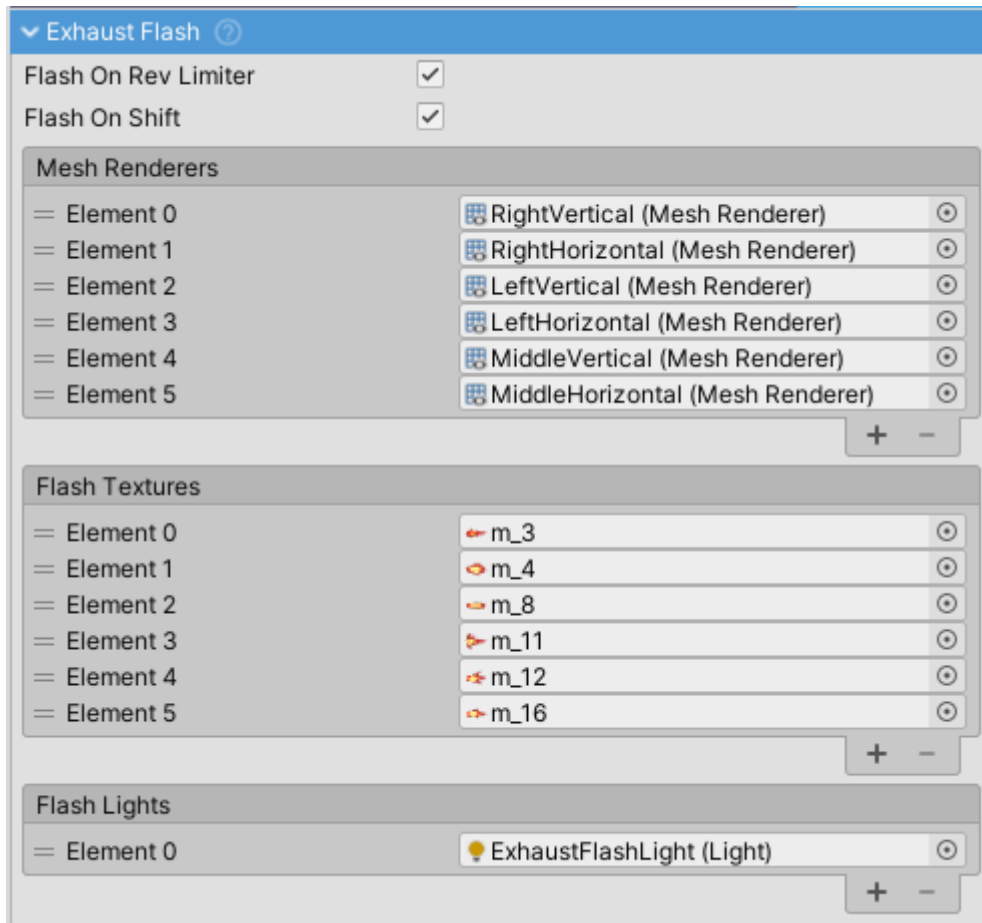 Exhaust Flash
Flash On Rev Limiter
Flash On Shift
Mesh Renderers
Element 0 RightVertical (Mesh Renderer)
Element 1 RightHorizontal (Mesh Renderer)
Element 2 LeftVertical (Mesh Renderer)
Element 3 LeftHorizontal (Mesh Renderer)
Element 4 MiddleVertical (Mesh Renderer)
Element 5 MiddleHorizontal (Mesh Renderer)
Flash Textures
Element 0 m_3
Element 1 m_4
Element 2 m_8
Element 3 m_11
Element 4 m_12
Element 5 m_16
Flash Lights
Element 0 ExhaustFlashLight (Light)